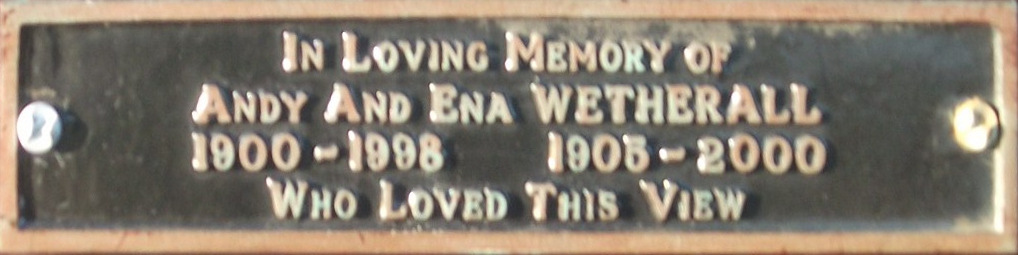 In Loving Memory of
Andy And Ena WETHERALL
1900 - 1998 1905 - 2000
Who Loved This View